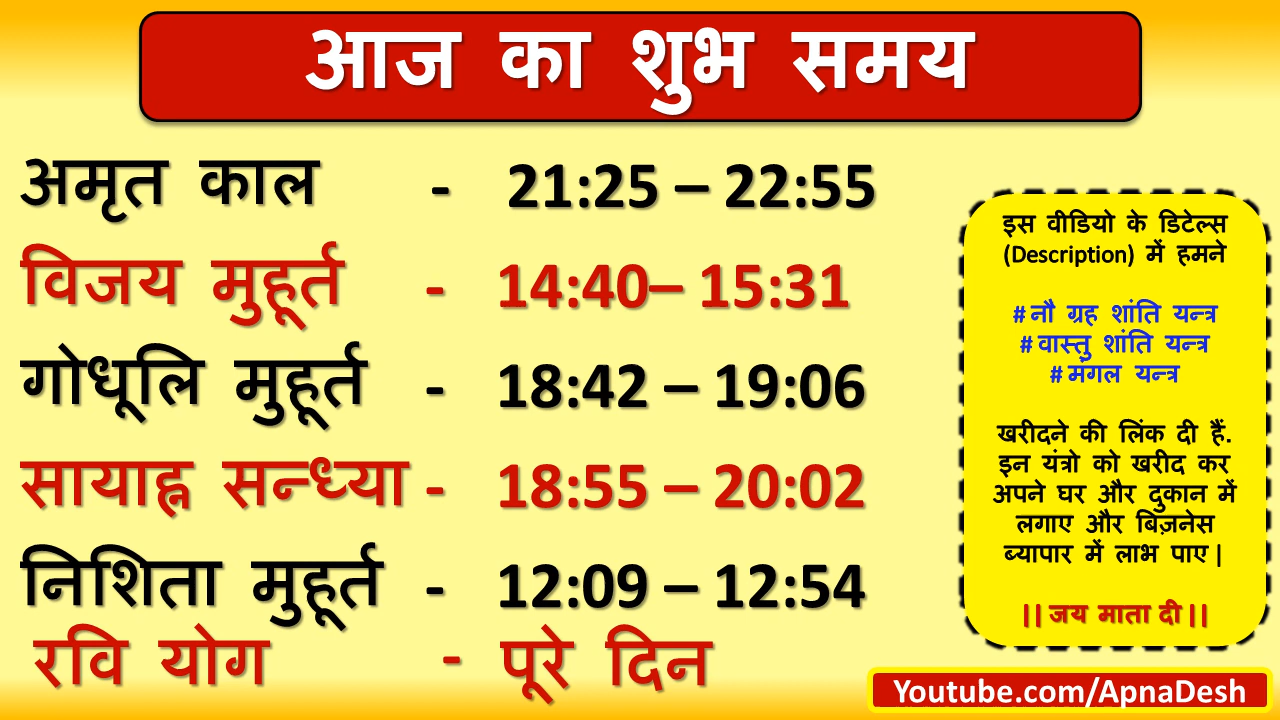 आज का शुभ समय
अमृत काल - 21:25 – 22:55
विजय मुहूर्त - 14:40– 15:31
गोधूलि मुहूर्त - 18:42 – 19:06
सायाह्न सन्ध्या - 18:55 – 20:02
निशिता मुहूर्त - 12:09 – 12:54
रवि योग - पूरे दिन
इस वीडियो के डिटेल्स
(Description) में हमने
# नौ ग्रह शांति यन्त्र
# वास्तु शांति यन्त्र
# मंगल यन्त्र
खरीदने की लिंक दी हैं.
इन यंत्रो को खरीद कर
अपने घर और दुकान में
लगाए और बिज़नेस
ब्यापार में लाभ पाए|
||जय माता दी||
Youtube.com/ApnaDesh